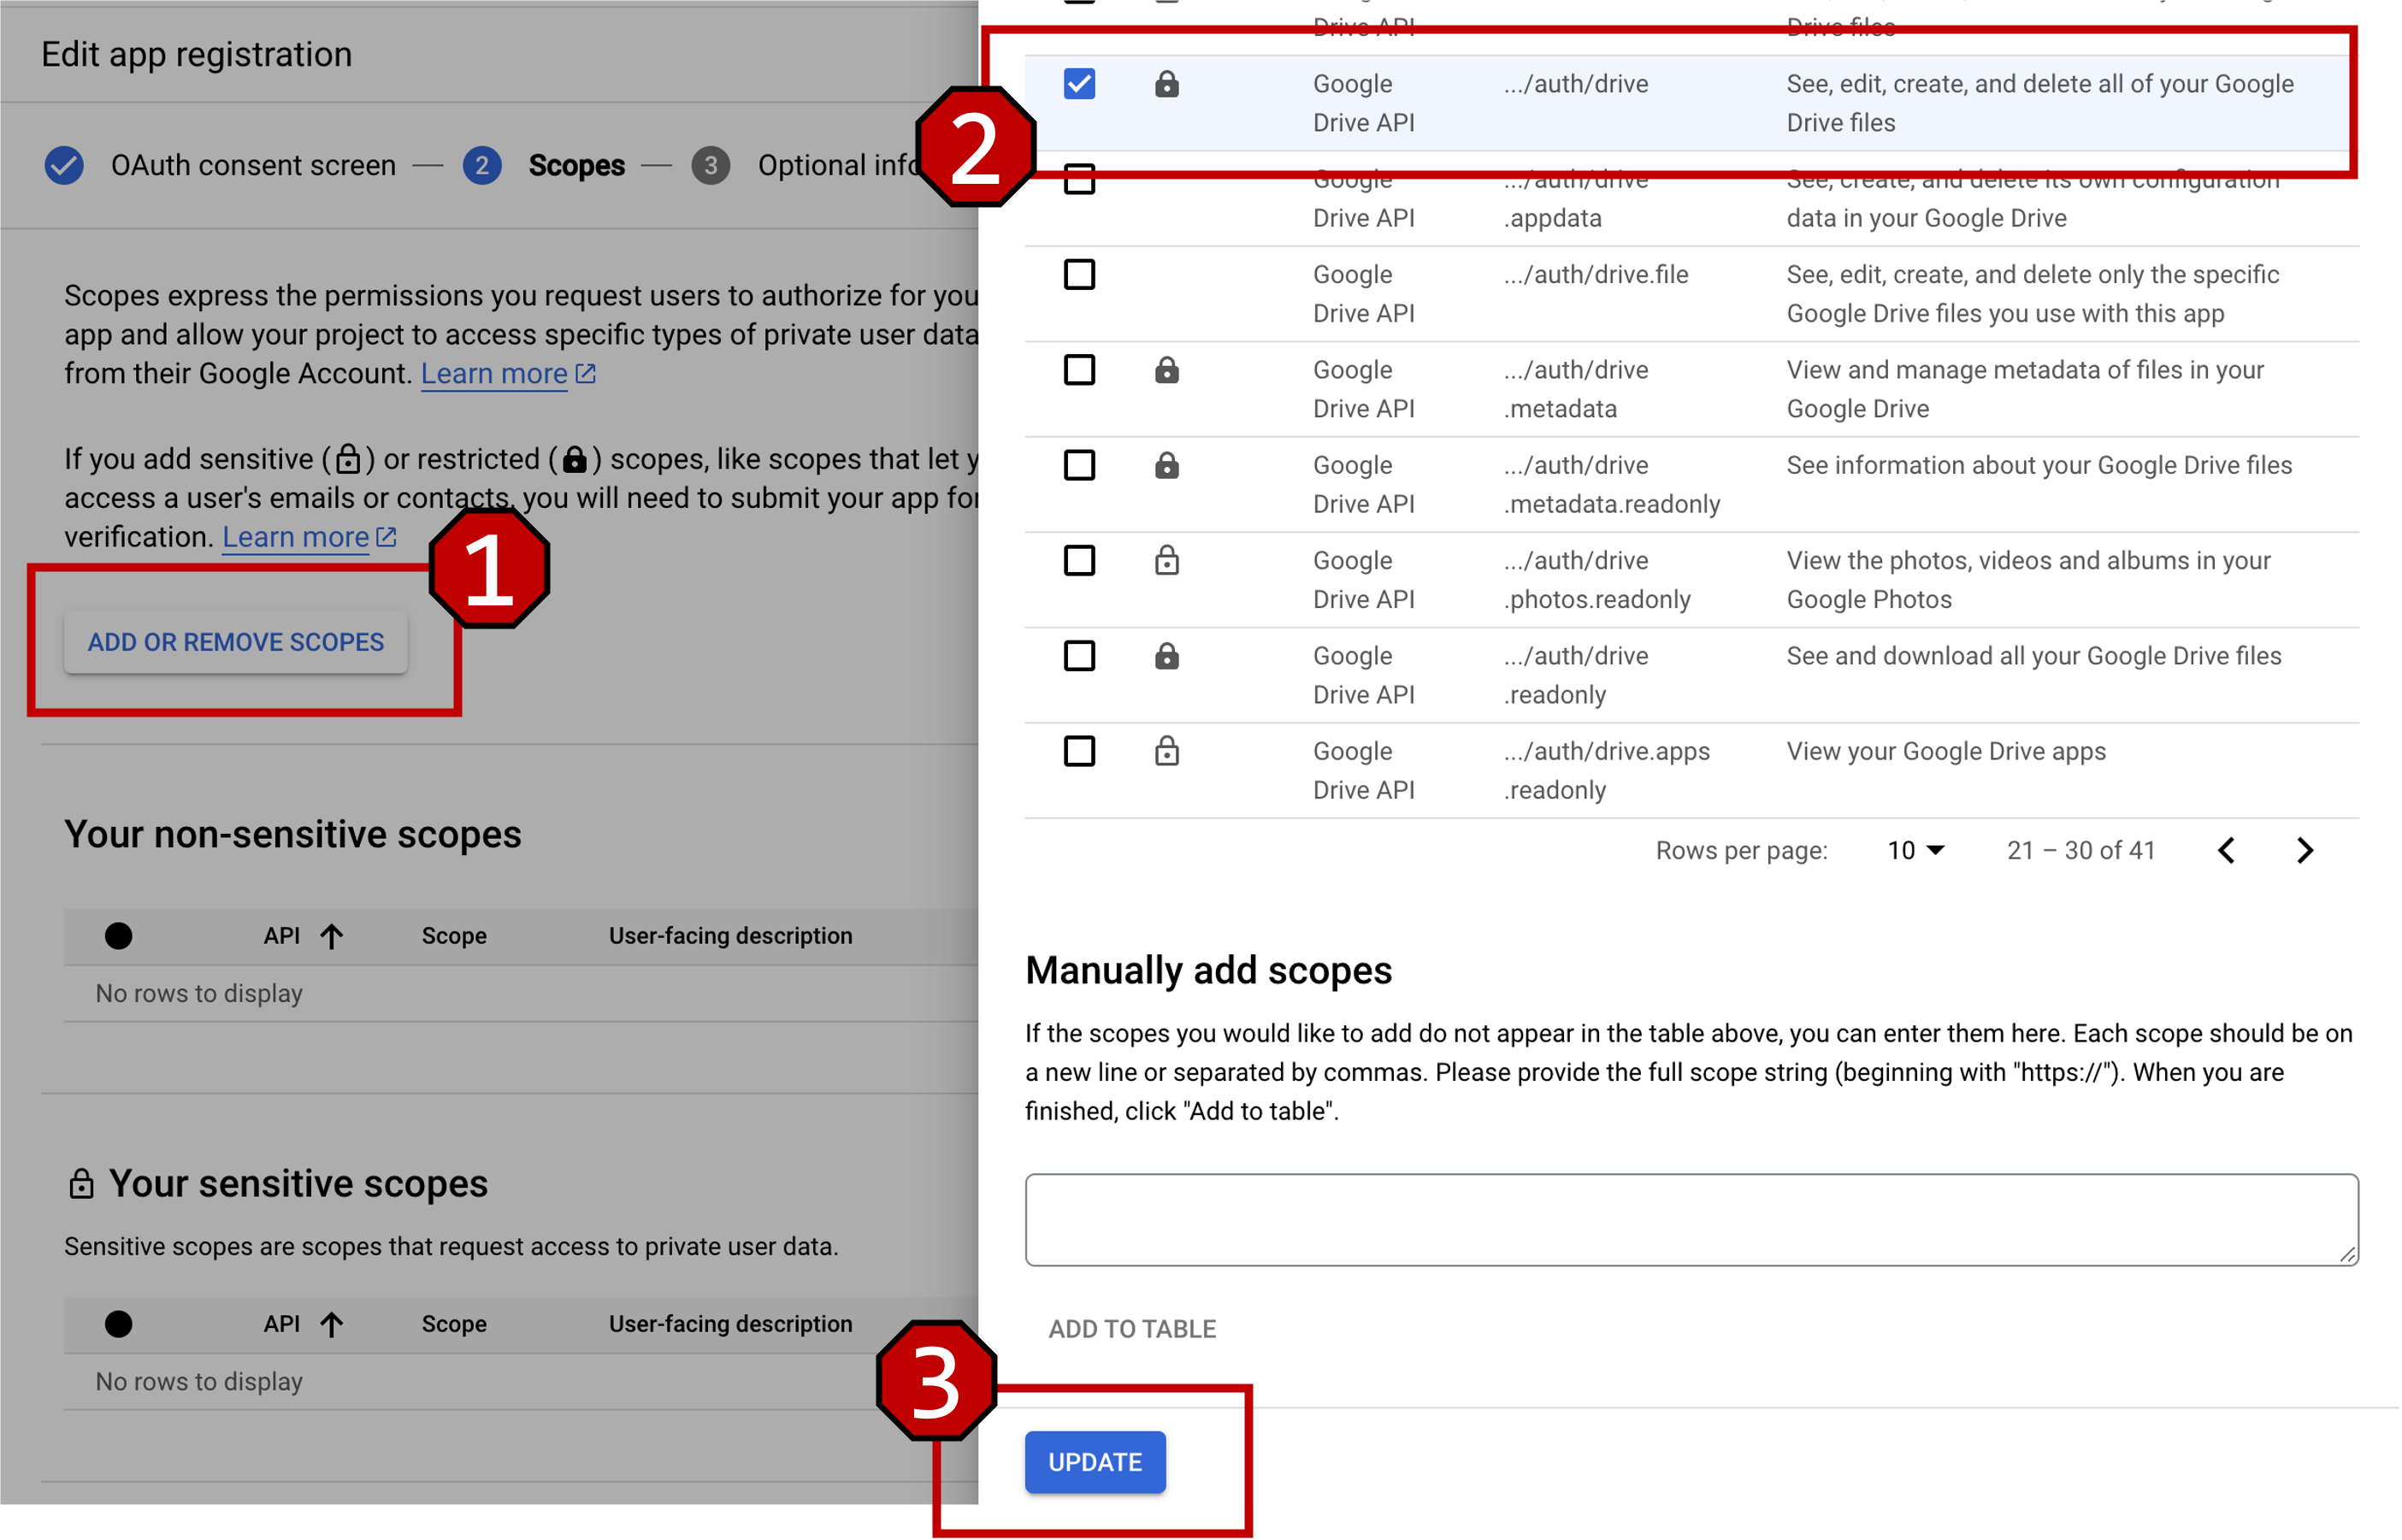 Edit app registration
OAuth consent screen
2 Scopes
3 Optional info
Scopes express the permissions you request users to authorize for you
app and allow your project to access specific types of private user data
from their Google Account. Learn more
If you add sensitive ( ) or restricted ( ) scopes, like scopes that let y
access a user's emails or contacts, you will need to submit your app for
verification. Learn more
1
ADD OR REMOVE SCOPES
Your non-sensitive scopes
API Scope User-facing description
No rows to display
Your sensitive scopes
Sensitive scopes are scopes that request access to private user data.
API Scope User-facing description
No rows to display
Drive API Drive files
2
Google .../auth/drive See, edit, create, and delete all of your Google
Drive API Drive files
Google .../auth/drive See, create, and delete its own configuration
Drive API .appdata data in your Google Drive
Google .../auth/drive.file See, edit, create, and delete only the specific
Drive API Google Drive files you use with this app
Google .../auth/drive View and manage metadata of files in your
Drive API .metadata Google Drive
Google .../auth/drive See information about your Google Drive files
Drive API .metadata.readonly
Google .../auth/drive View the photos, videos and albums in your
Drive API .photos.readonly Google Photos
Google .../auth/drive See and download all your Google Drive files
Drive API .readonly
Google .../auth/drive.apps View your Google Drive apps
Drive API .readonly
Rows per page: 10 21 – 30 of 41
Manually add scopes
If the scopes you would like to add do not appear in the table above, you can enter them here. Each scope should be on
a new line or separated by commas. Please provide the full scope string (beginning with "https://"). When you are
finished, click "Add to table".
ADD TO TABLE
3
UPDATE